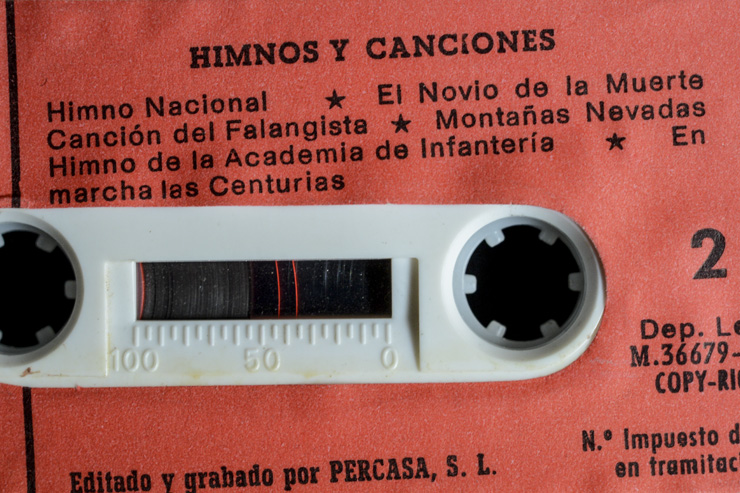 HIMNOS Y CANCIONES
Himno Nacional ★ El Novio de la Muerte
Canción del Falangista ★ Montañas Nevadas
Himno de la Academia de Infantería ★ En
marcha las Centurias
2
100 50 0
Dep. Le
M.36679-
COPY-RIG
N.º Impuesto d
en tramitac
Editado y grabado por PERCASA, S. L.